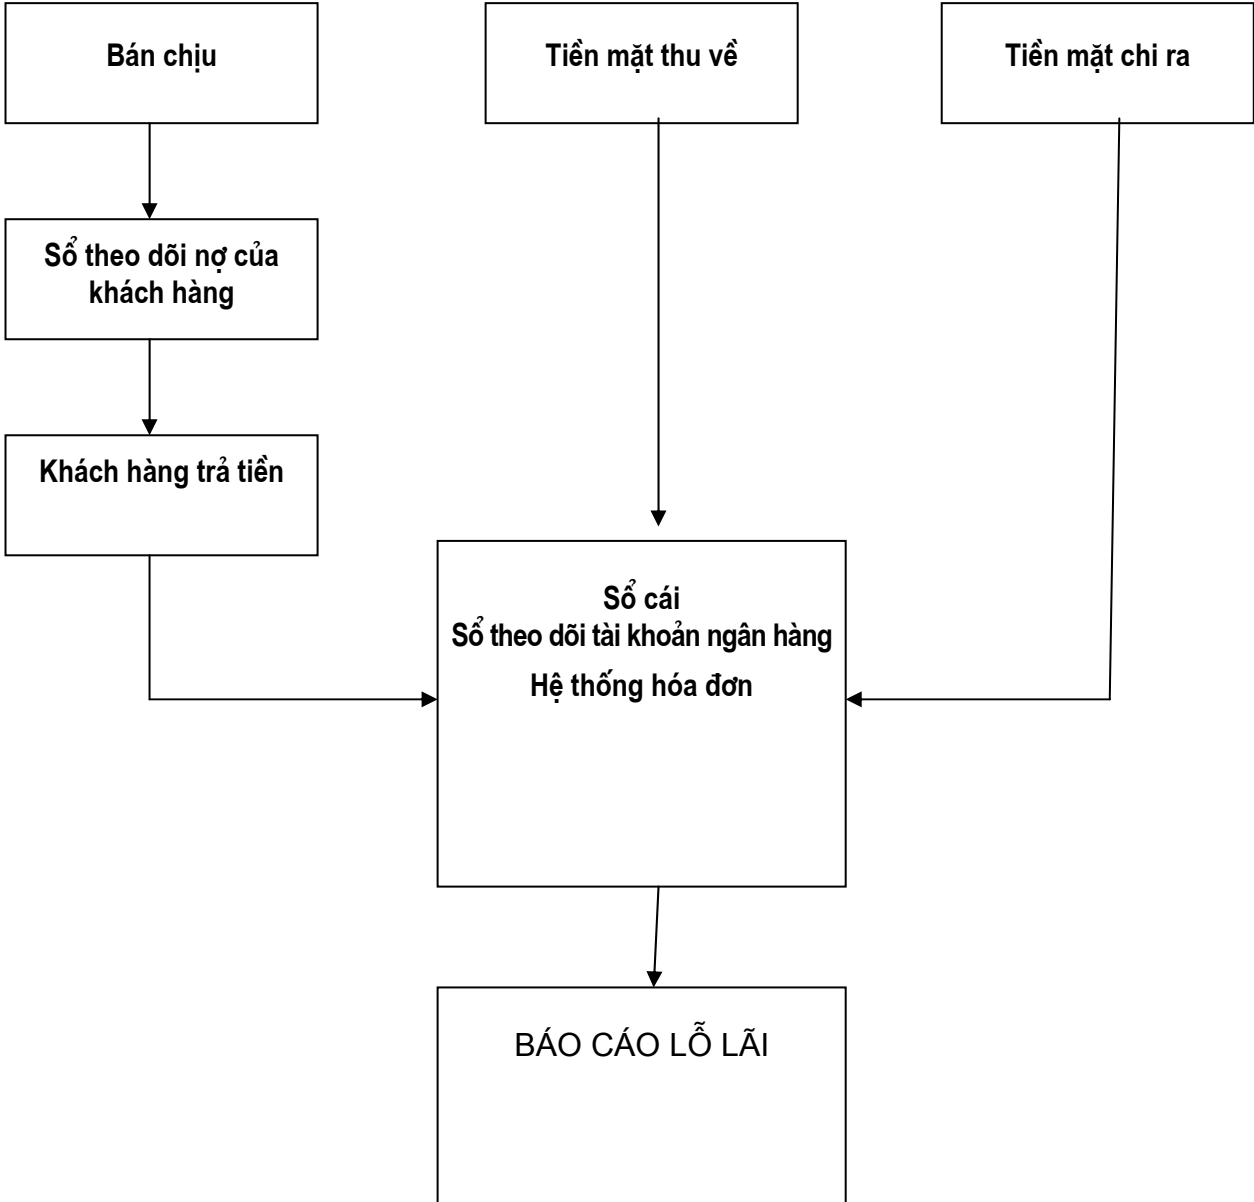 Bán chịu
Tiền mặt thu về
Tiền mặt chi ra
Sổ theo dõi nợ của
khách hàng
Khách hàng trả tiền
Sổ cái
Sổ theo dõi tài khoản ngân hàng
Hệ thống hóa đơn
BÁO CÁO LỖ LÃI